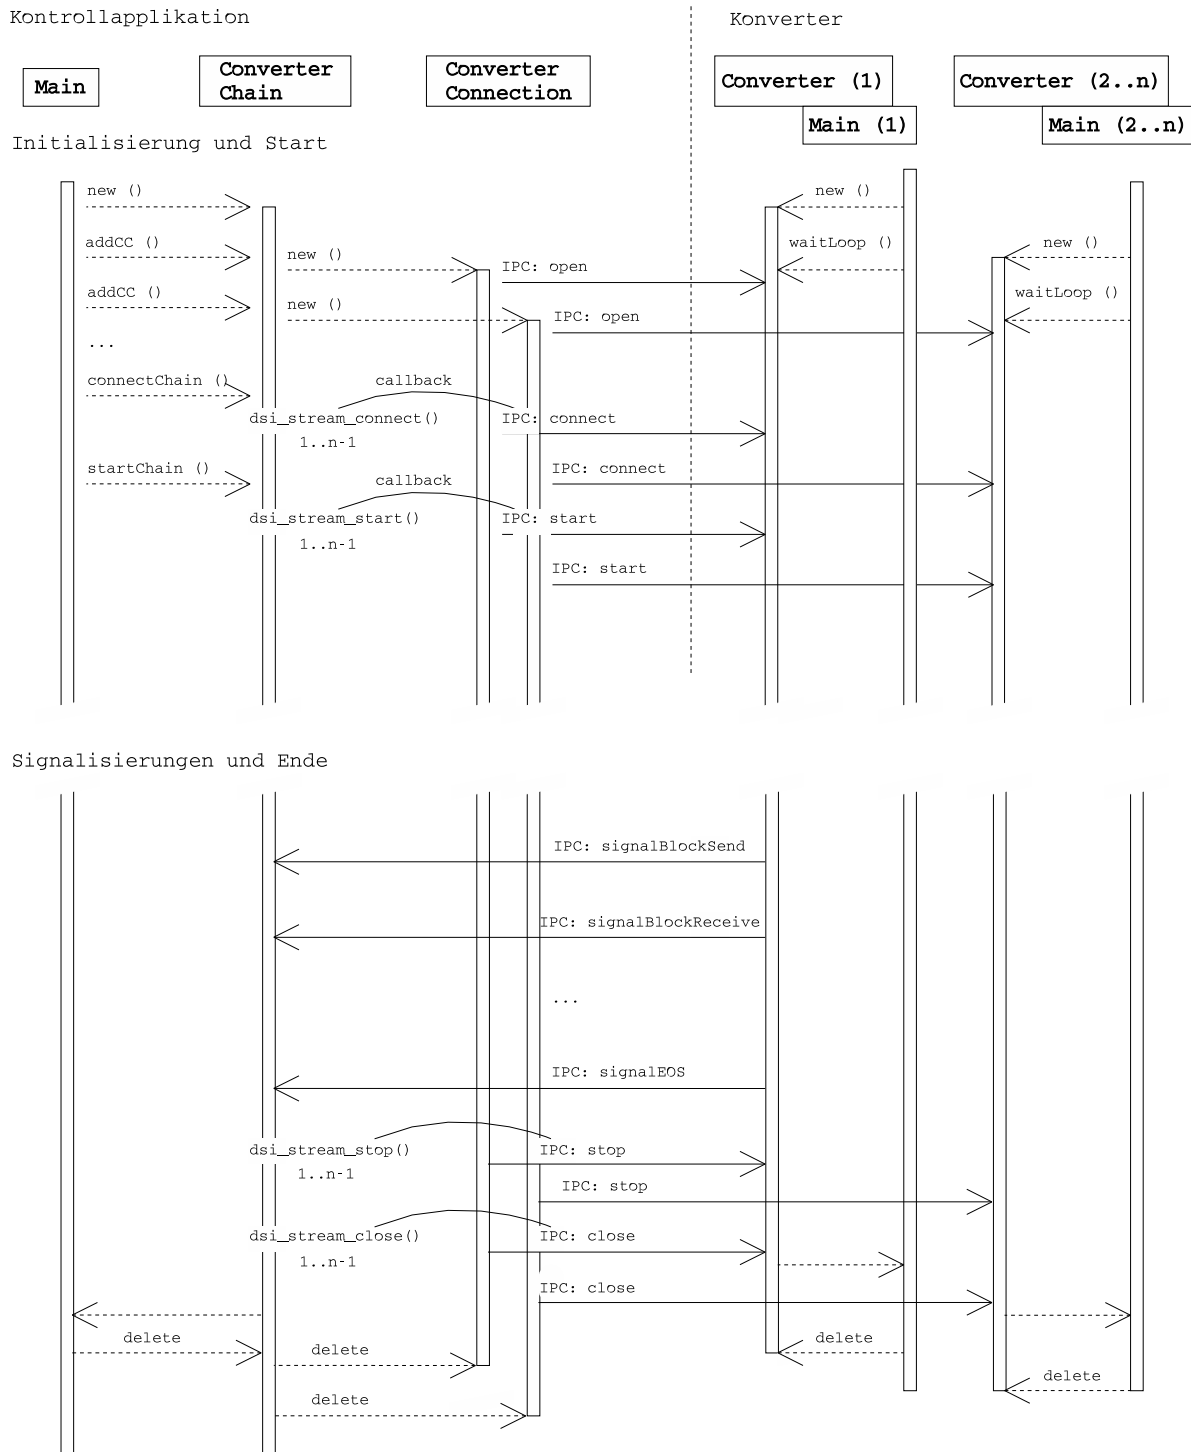 Kontrollapplikation
Konverter
Main
Converter
Chain
Converter
Connection
Converter (1)
Main (1)
Converter (2..n)
Main (2..n)
Initialisierung und Start
new ()
new ()
addCC ()
new ()
waitLoop ()
new ()
IPC: open
addCC ()
new ()
waitLoop ()
IPC: open
...
connectChain ()
callback
dsi_stream_connect()
IPC: connect
1..n-1
startChain ()
IPC: connect
callback
dsi_stream_start()
IPC: start
1..n-1
IPC: start
Signalisierungen und Ende
IPC: signalBlockSend
IPC: signalBlockReceive
...
IPC: signalEOS
dsi_stream_stop()
IPC: stop
1..n-1
IPC: stop
dsi_stream_close()
IPC: close
1..n-1
IPC: close
delete
delete
delete
delete
delete